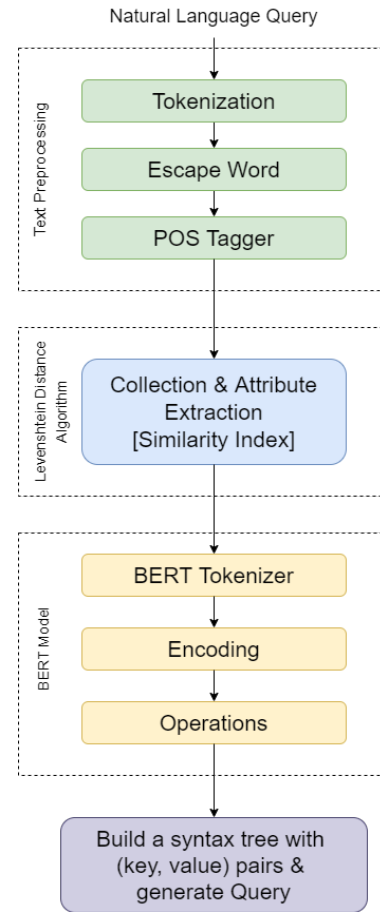 Natural Language Query
Text Preprocessing
Tokenization
Escape Word
POS Tagger
Levenshtein Distance
Algorithm
Collection & Attribute
Extraction
[Similarity Index]
BERT Model
BERT Tokenizer
Encoding
Operations
Build a syntax tree with
(key, value) pairs &
generate Query